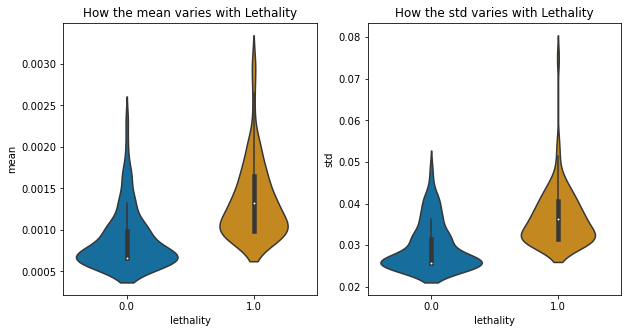 How the mean varies with Lethality
mean
0.0030
0.0025
0.0020
0.0015
0.0010
0.0005
0.0
1.0
lethality
How the std varies with Lethality
std
0.08
0.07
0.06
0.05
0.04
0.03
0.02
0.0
1.0
lethality